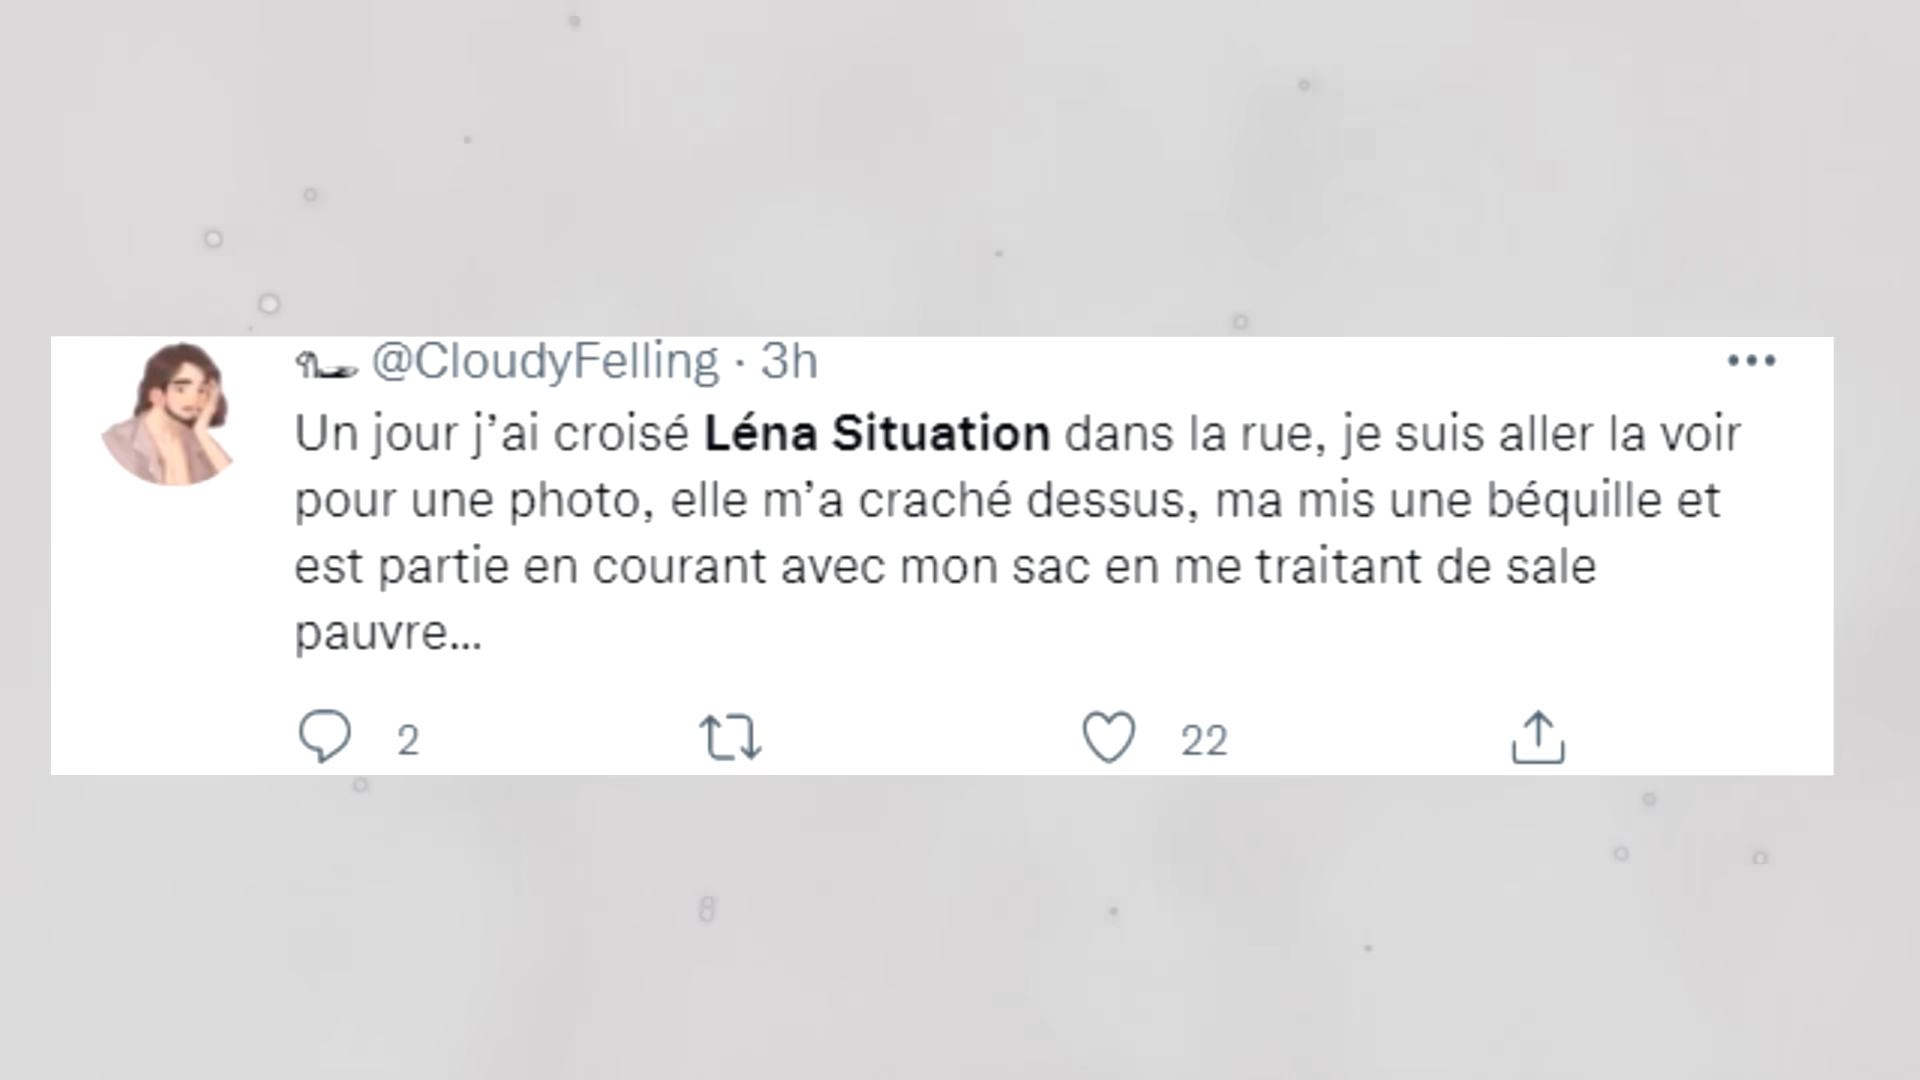 @CloudyFelling · 3h
Un jour j’ai croisé Léna Situation dans la rue, je suis aller la voir
pour une photo, elle m’a craché dessus, ma mis une béquille et
est partie en courant avec mon sac en me traitant de sale
pauvre...
2 22